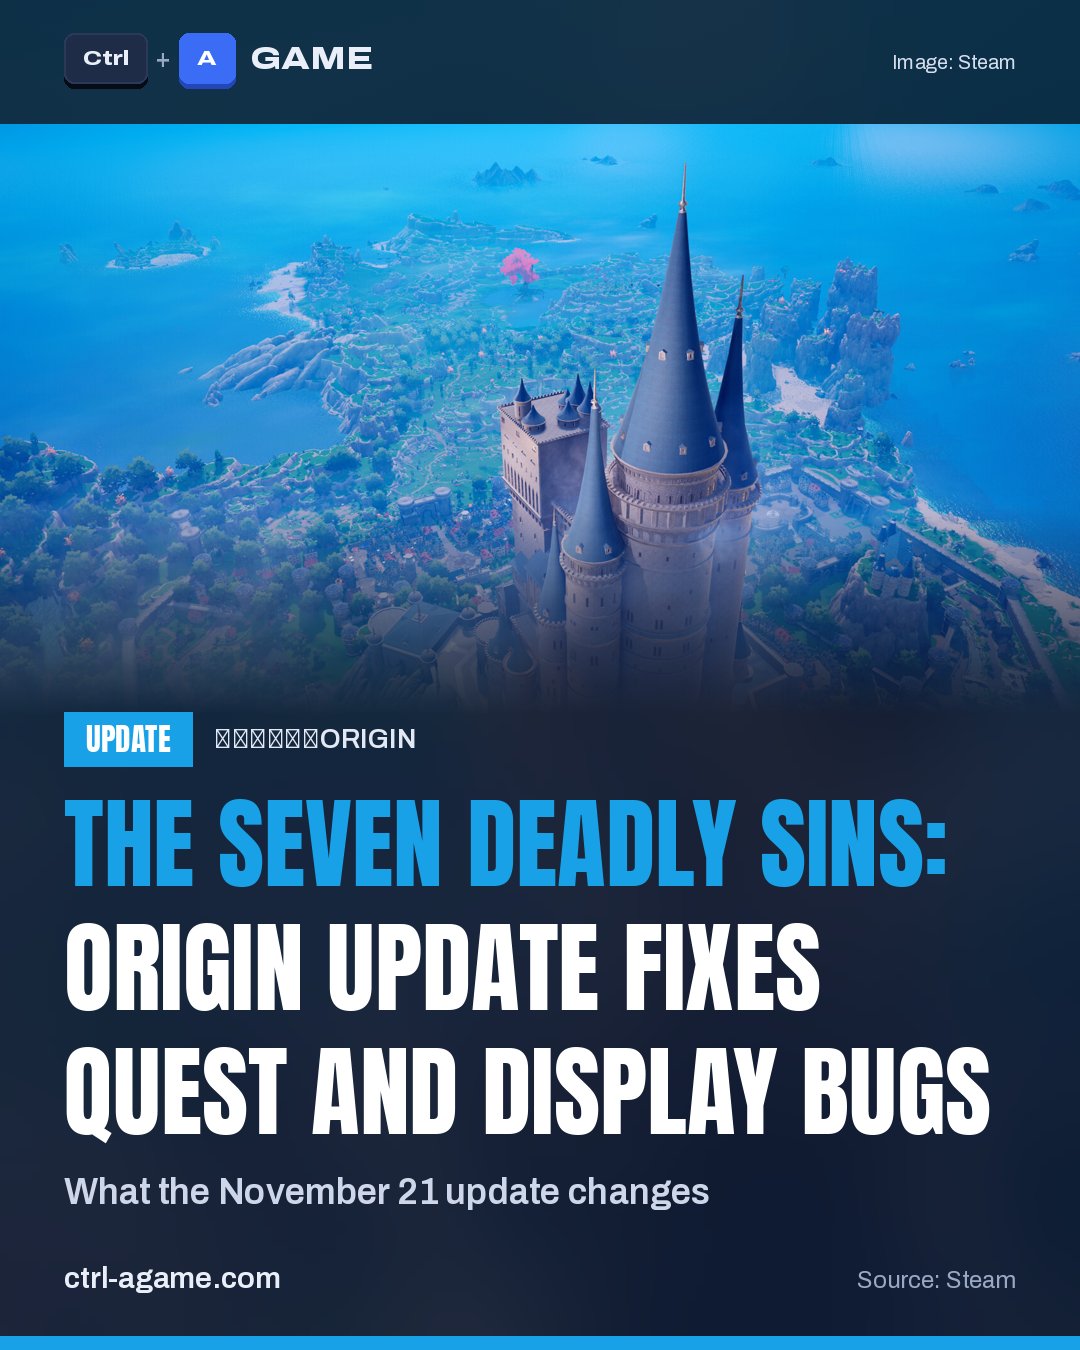 Ctrl + A GAME
Image: Steam
UPDATE
ORIGIN
THE SEVEN DEADLY SINS:
ORIGIN UPDATE FIXES
QUEST AND DISPLAY BUGS
What the November 21 update changes
ctrl-agame.com
Source: Steam